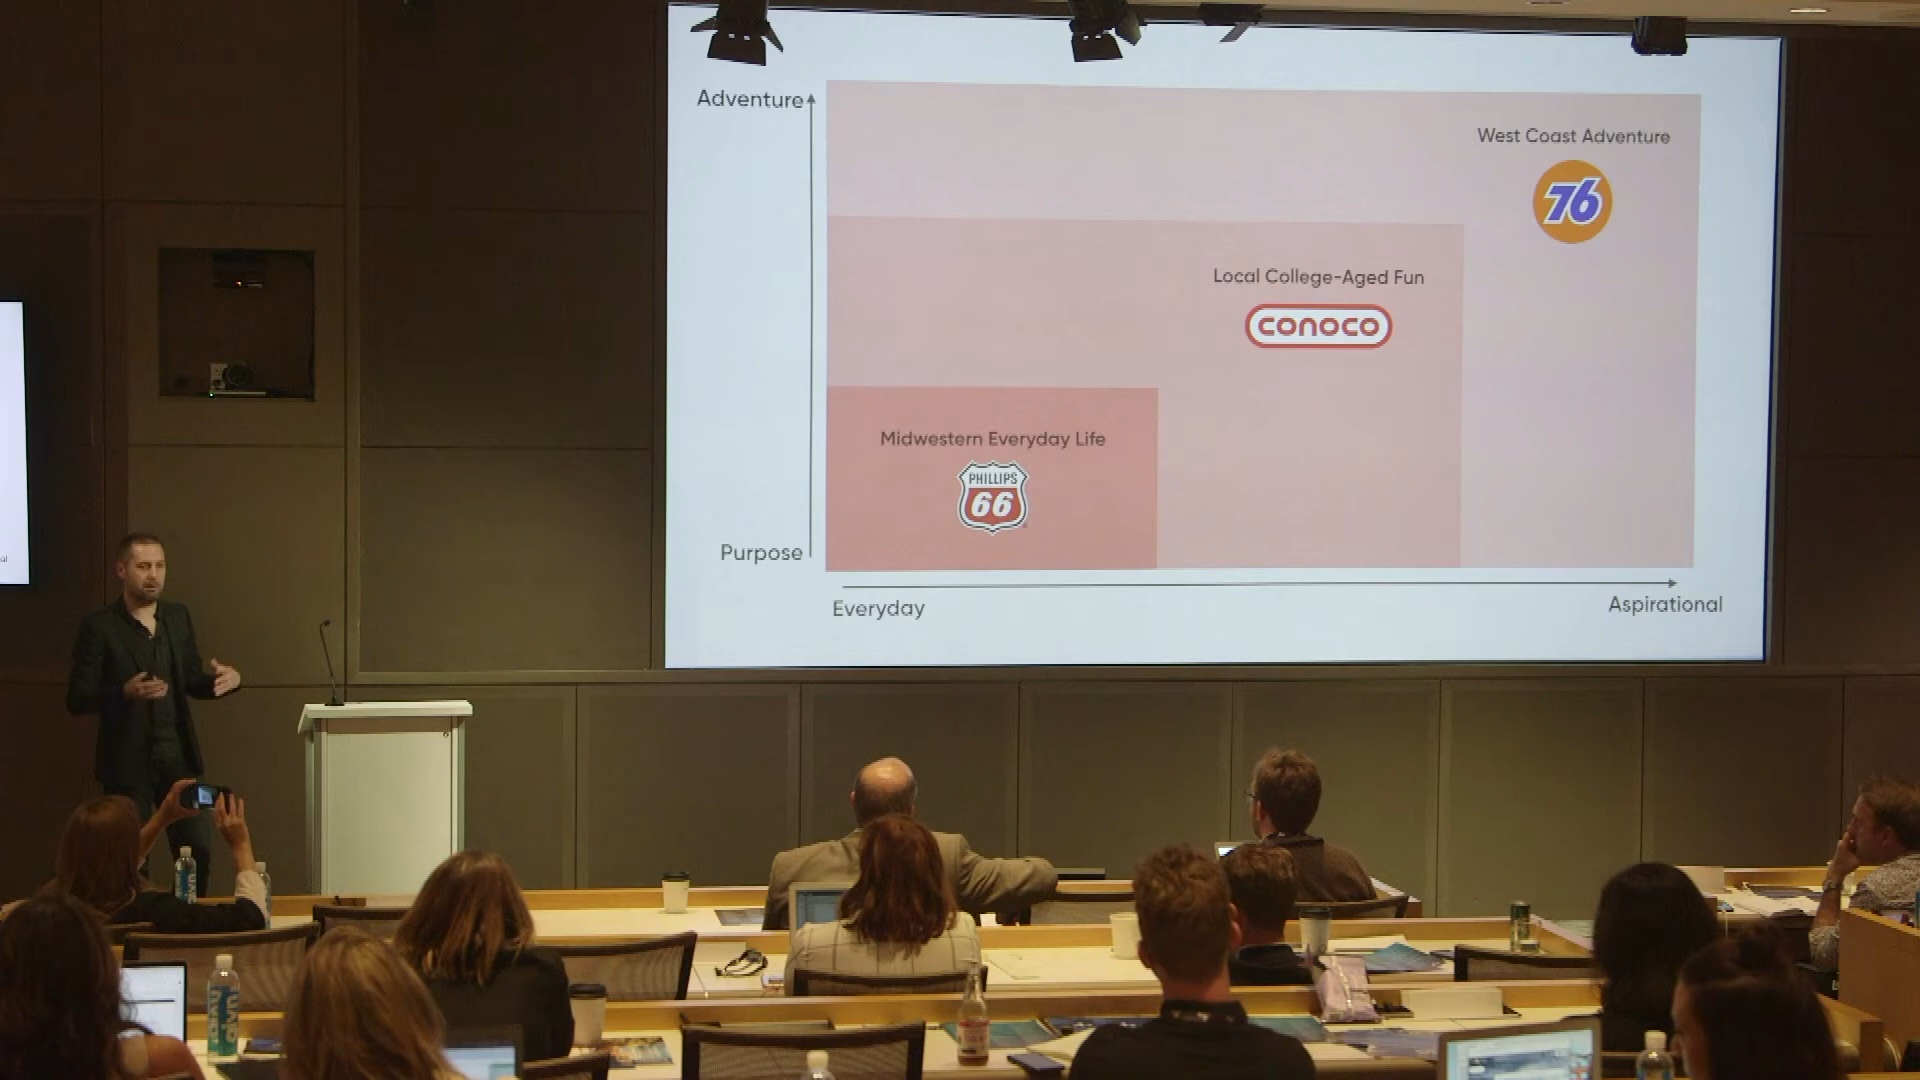 Adventure
West Coast Adventure
76
Local College-Aged Fun
conoco
Midwestern Everyday Life
PHILLIPS
66
Purpose
Everyday
Aspirational